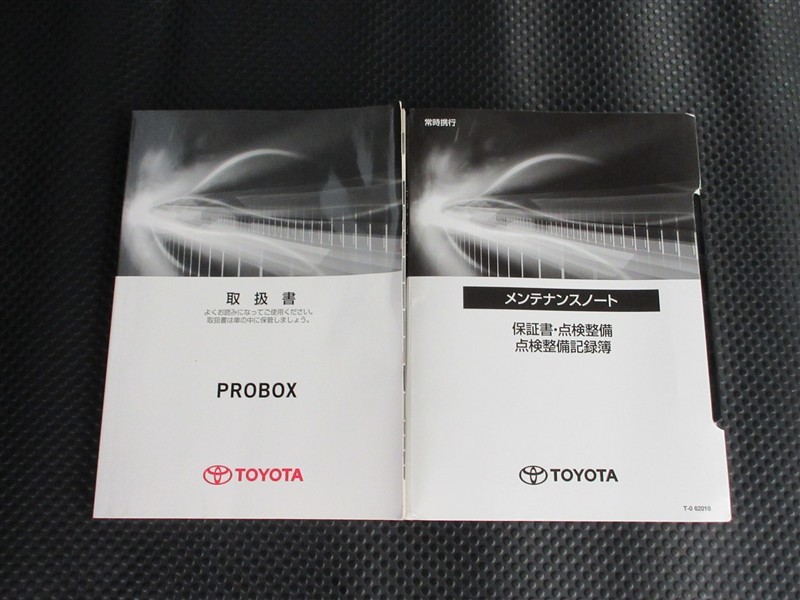 取扱書
よくお読みになってご使用ください。
取扱書は車の中に保管しましょう。
PROBOX
TOYOTA
常時携行
メンテナンスノート
保証書・点検整備
点検整備記録簿
TOYOTA
T-0 62010